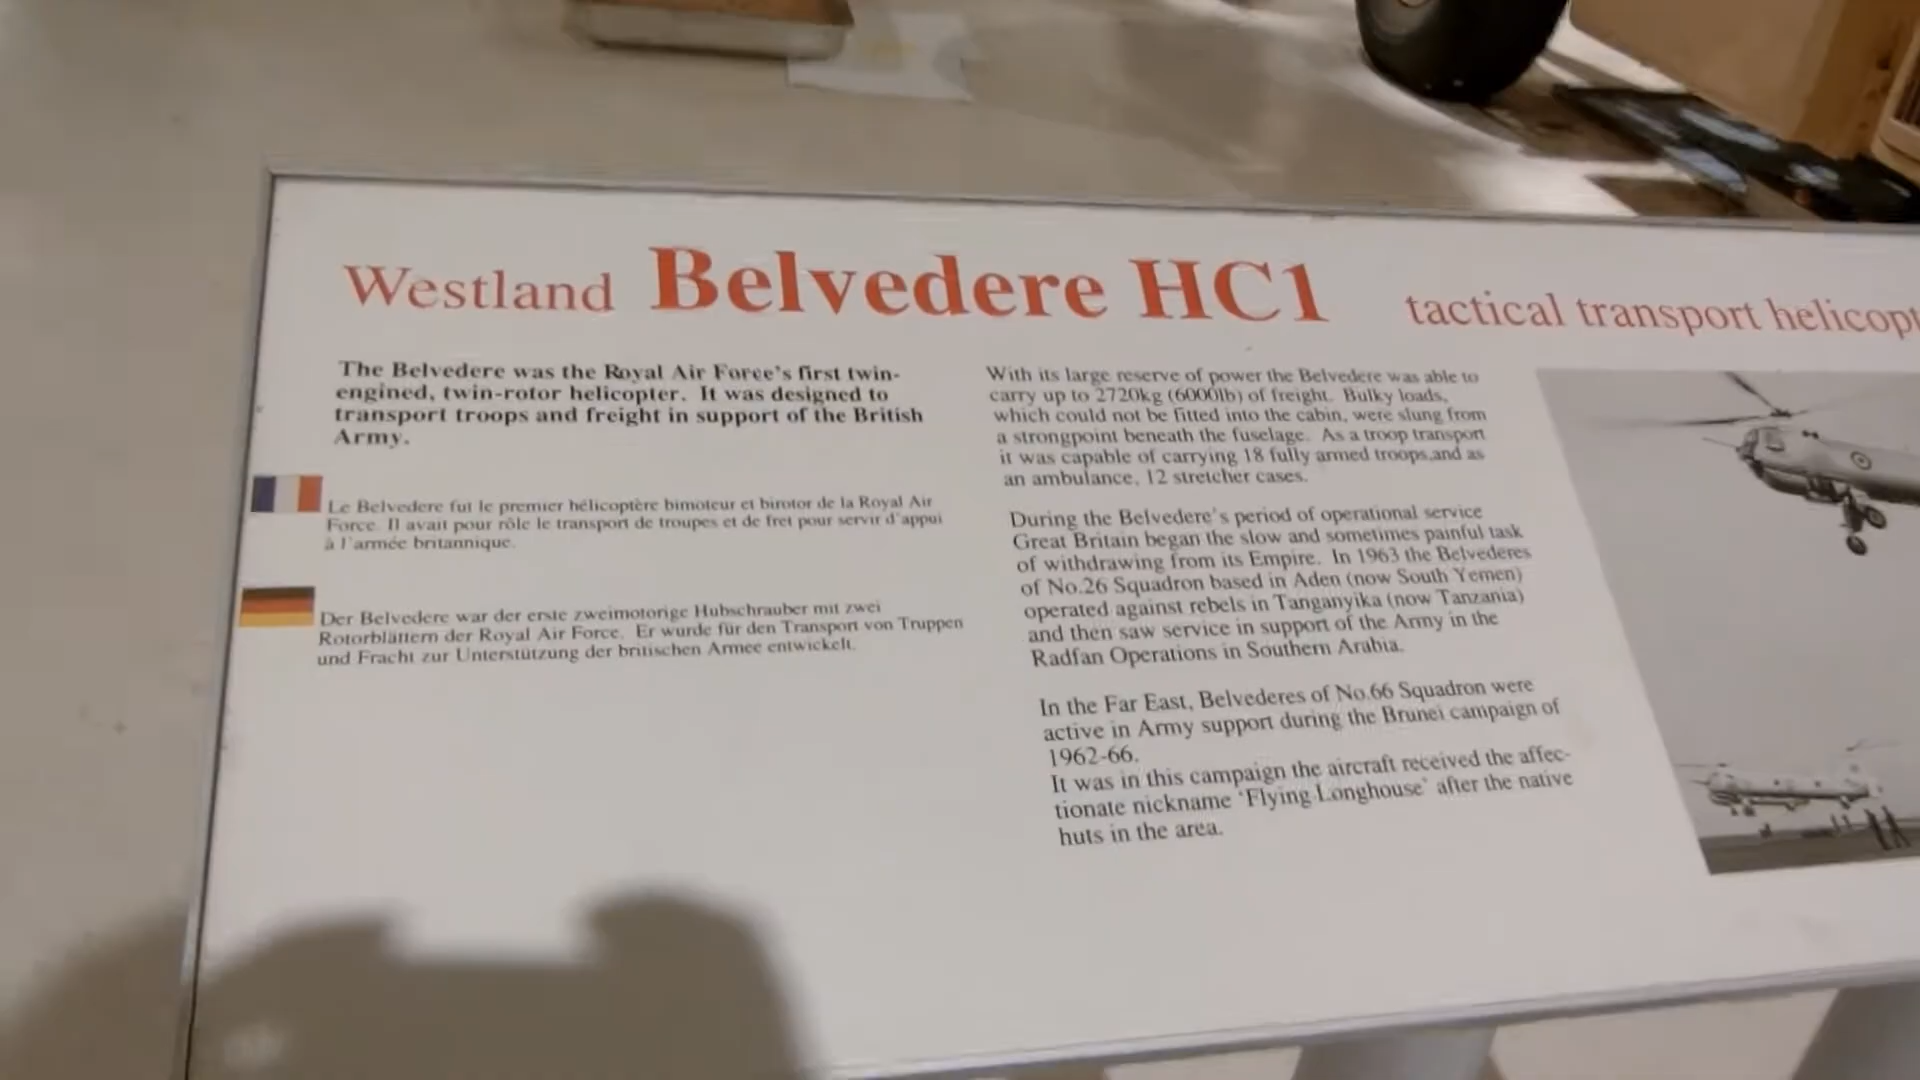 Westland Belvedere HC1 tactical transport helicopt
The Belvedere was the Royal Air Force's first twin-
engined, twin-rotor helicopter. It was designed to
transport troops and freight in support of the British
Army.
Le Belvedere fut le premier hélicoptère bimoteur et birotor de la Royal Air
Force. Il avait pour rôle le transport de troupes et de fret pour servir d'appui
à l'armée britannique.
Der Belvedere war der erste zweimotorige Hubschrauber mit zwei
Rotorblättern der Royal Air Force. Er wurde für den Transport von Truppen
und Fracht zur Unterstützung der britischen Armee entwickelt.
With its large reserve of power the Belvedere was able to
carry up to 2720kg (6000lb) of freight. Bulky loads,
which could not be fitted into the cabin, were slung from
a strongpoint beneath the fuselage. As a troop transport
it was capable of carrying 18 fully armed troops,and as
an ambulance, 12 stretcher cases.
During the Belvedere's period of operational service
Great Britain began the slow and sometimes painful task
of withdrawing from its Empire. In 1963 the Belvederes
of No.26 Squadron based in Aden (now South Yemen)
operated against rebels in Tanganyika (now Tanzania)
and then saw service in support of the Army in the
Radfan Operations in Southern Arabia.
In the Far East, Belvederes of No.66 Squadron were
active in Army support during the Brunei campaign of
1962-66.
It was in this campaign the aircraft received the affec-
tionate nickname 'Flying Longhouse' after the native
huts in the area.